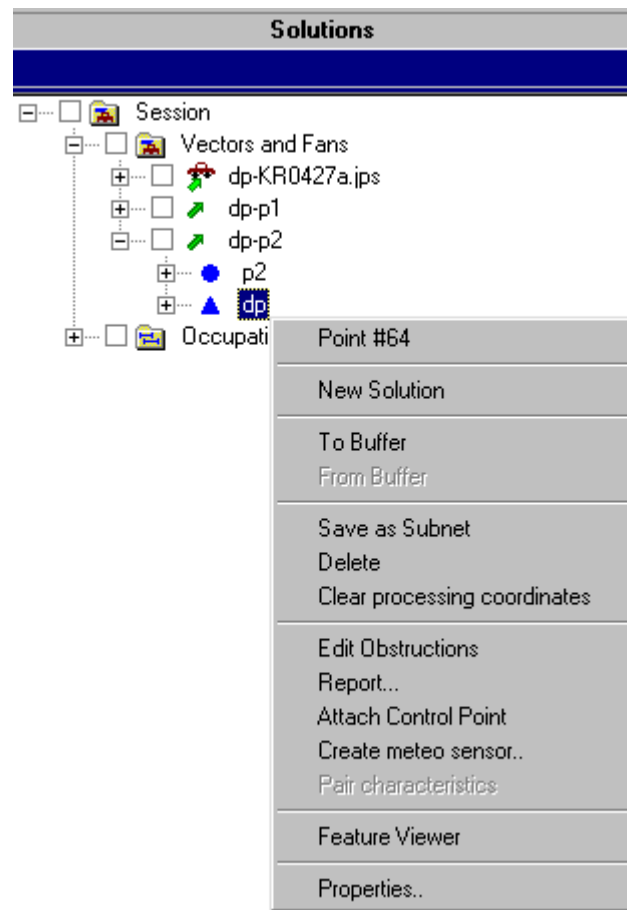 Solutions
Session
Vectors and Fans
dp-KR0427a.jps
dp-p1
dp-p2
p2
dp
Occupati
Point #64
New Solution
To Buffer
From Buffer
Save as Subnet
Delete
Clear processing coordinates
Edit Obstructions
Report...
Attach Control Point
Create meteo sensor..
Pair characteristics
Feature Viewer
Properties..